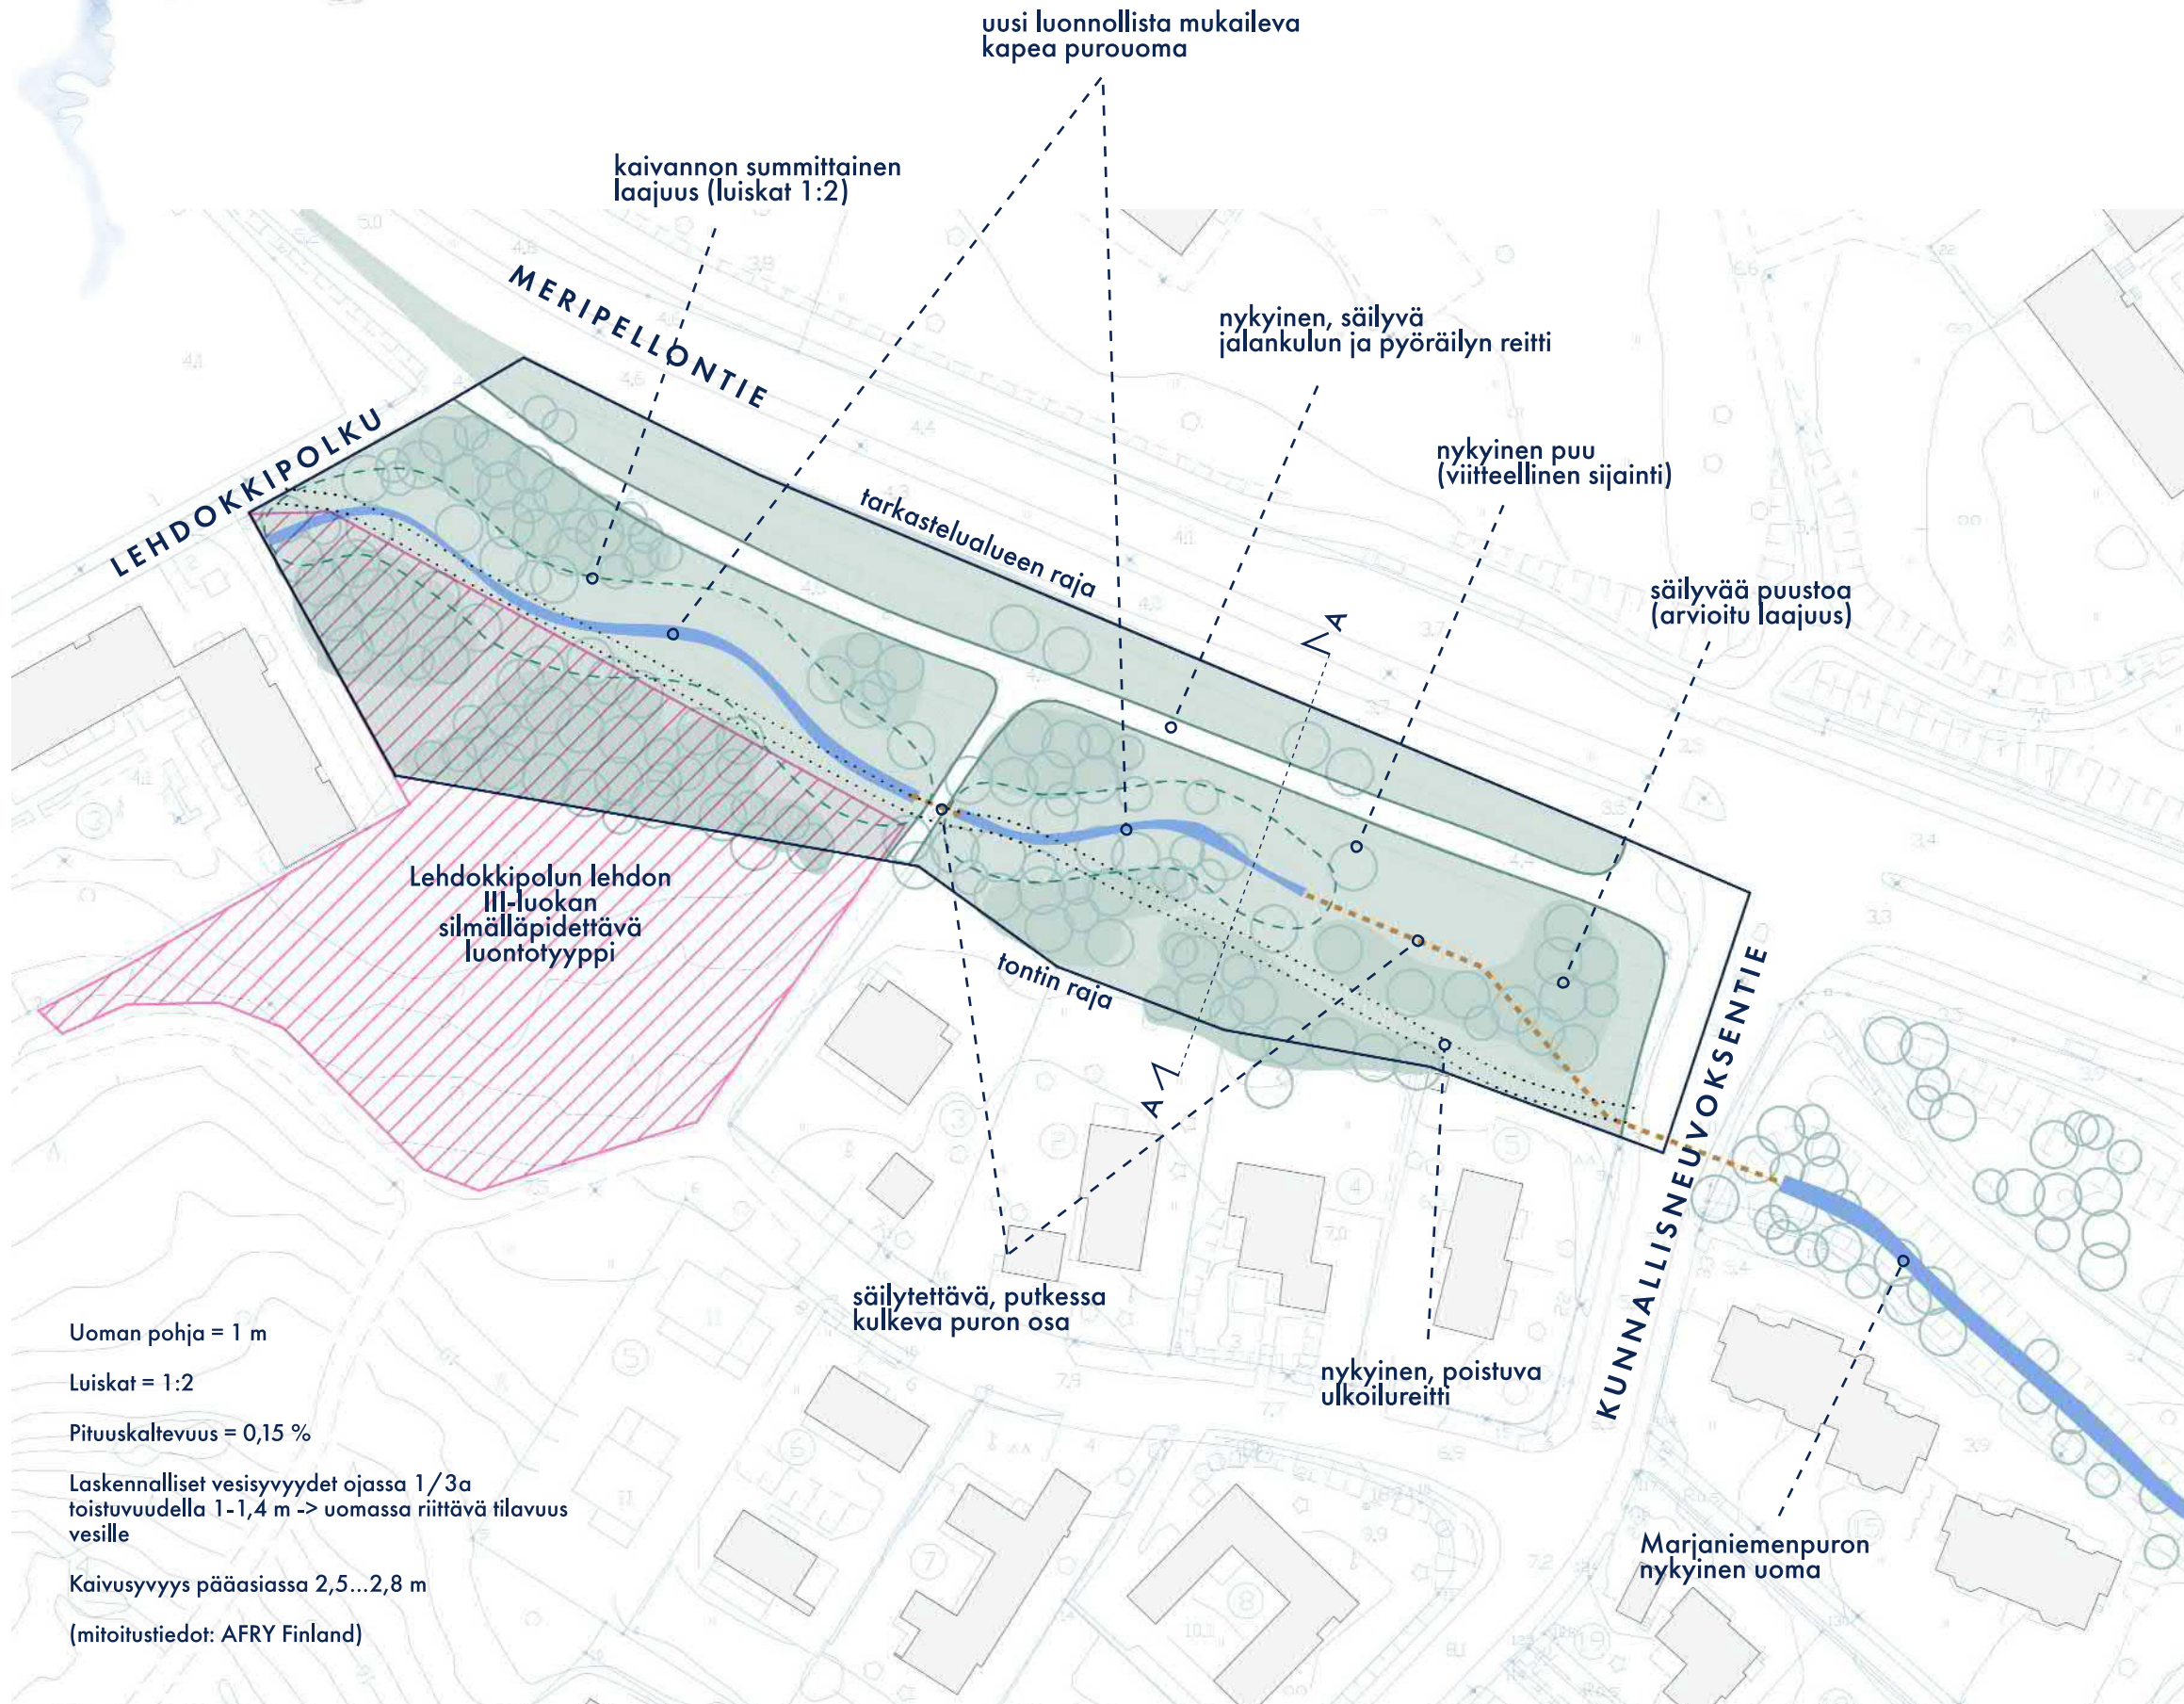 uusi luonnollista mukaileva
kapea purouoma
kaivannon summittainen
laajuus (luiskat 1:2)
MERIPELLONTIE
nykyinen, säilyvä
jalankulun ja pyöräilyn reitti
LEHDOKKIPOLKU
nykyinen puu
(viitteellinen sijainti)
tarkastelualueen raja
säilyvää puustoa
(arvioitu laajuus)
A
Lehdokkipolun lehdon
III-luokan
silmälläpidettävä
luontotyyppi
tontin raja
A
KUNNALLISNEUVOKSENTIE
säilytettävä, putkessa
kulkeva puron osa
nykyinen, poistuva
ulkoilureitti
Marjaniemenpuron
nykyinen uoma
Uoman pohja = 1 m
Luiskat = 1:2
Pituuskaltevuus = 0,15 %
Laskennalliset vesisyvyydet ojassa 1/3a
toistuvuudella 1-1,4 m -> uomassa riittävä tilavuus
vesille
Kaivusyvyys pääasiassa 2,5...2,8 m
(mitoitustiedot: AFRY Finland)